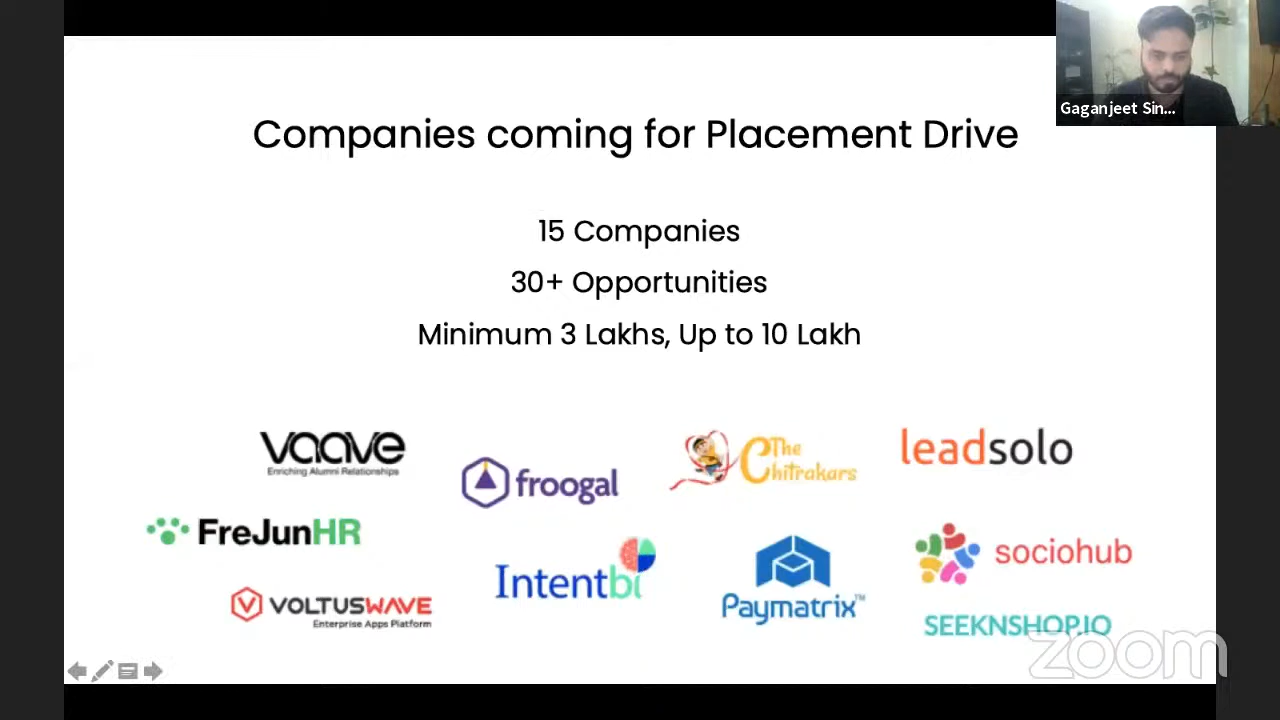 Gaganjeet Sin...
Companies coming for Placement Drive
15 Companies
30+ Opportunities
Minimum 3 Lakhs, Up to 10 Lakh
vaave
Enriching Alumni Relationships
froogal
The Chitrakars
leadsolo
FreJunHR
Intentbi
Paymatrix™
sociohub
VOLTUSWAVE
Enterprise Apps Platform
SEEKNSHOP.IO
zoom